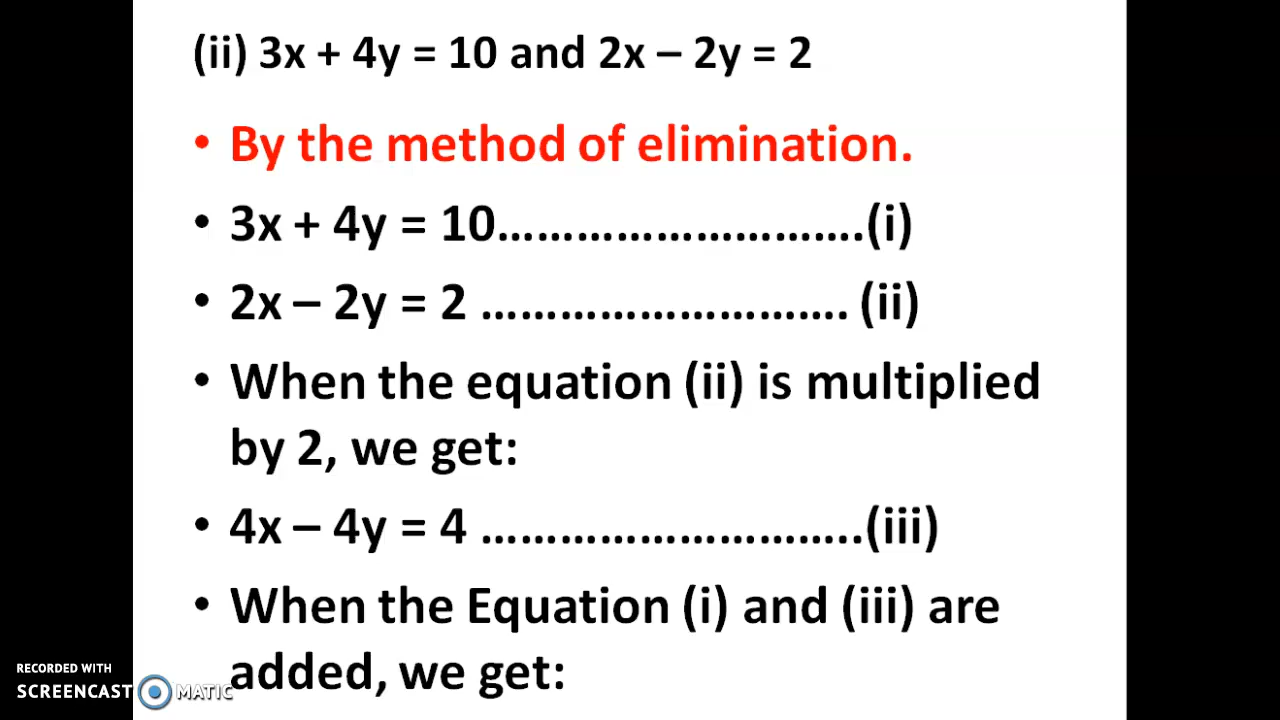 (ii) 3x + 4y = 10 and 2x – 2y = 2
• By the method of elimination.
• 3x + 4y = 10……………………….(i)
• 2x – 2y = 2 ………………………. (ii)
• When the equation (ii) is multiplied
by 2, we get:
• 4x – 4y = 4 ………………………..(iii)
• When the Equation (i) and (iii) are
added, we get:
RECORDED WITH
SCREENCAST MATIC